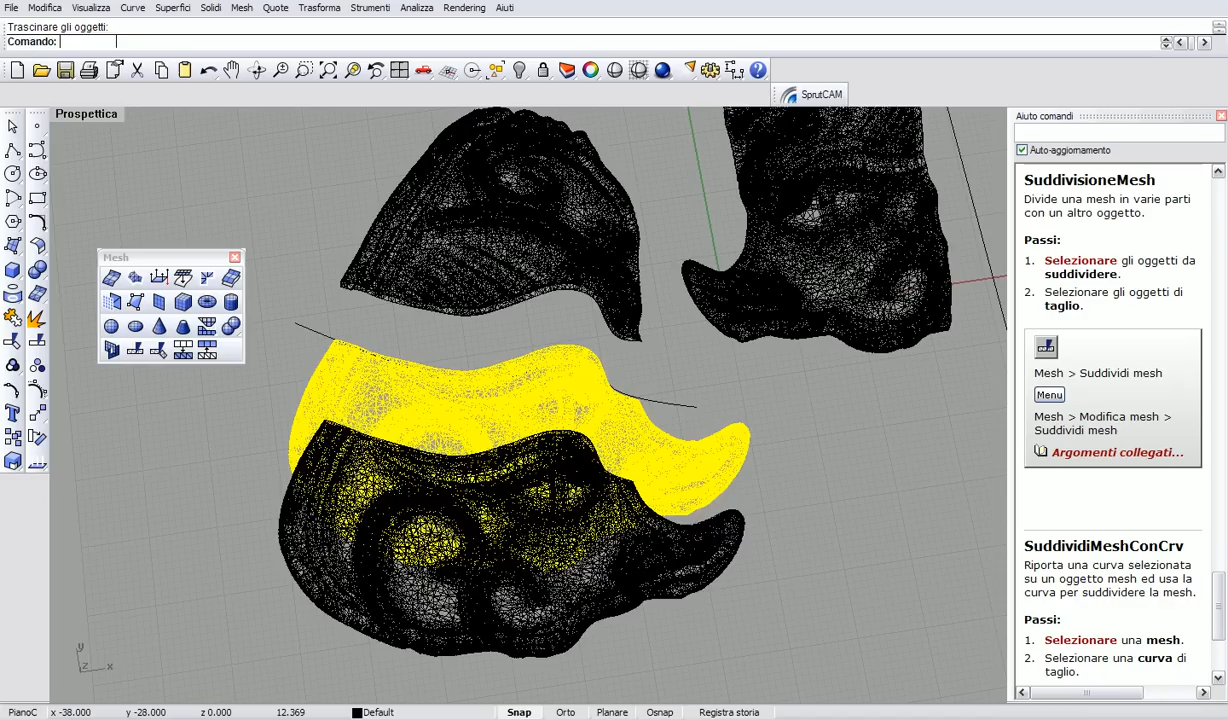 File Modifica Visualizza Curve Superfici Solidi Mesh Quote Trasforma Strumenti Analizza Rendering Aiuti
Trascinare gli oggetti:
Comando:
SprutCAM
Prospettica
Mesh
Aiuto comandi
Auto-aggiornamento
SuddivisioneMesh
Divide una mesh in varie parti
con un altro oggetto.
Passi:
1. Selezionare gli oggetti da
suddividere.
2. Selezionare gli oggetti di
taglio.
Mesh > Suddividi mesh
Menu
Mesh > Modifica mesh >
Suddividi mesh
Argomenti collegati...
SuddividiMeshConCrv
Riporta una curva selezionata
su un oggetto mesh ed usa la
curva per suddividere la mesh.
Passi:
1. Selezionare una mesh.
2. Selezionare una curva di
taglio.
y
z x
PianoC x -38.000 y -28.000 z 0.000 12.369 Default Snap Orto Planare Osnap Registra storia